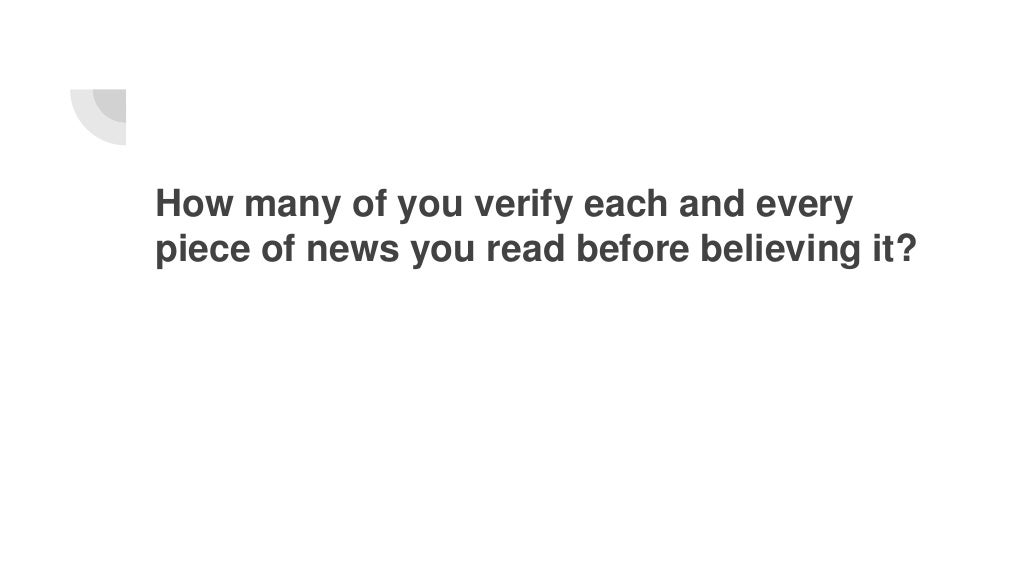 How many of you verify each and every
piece of news you read before believing it?